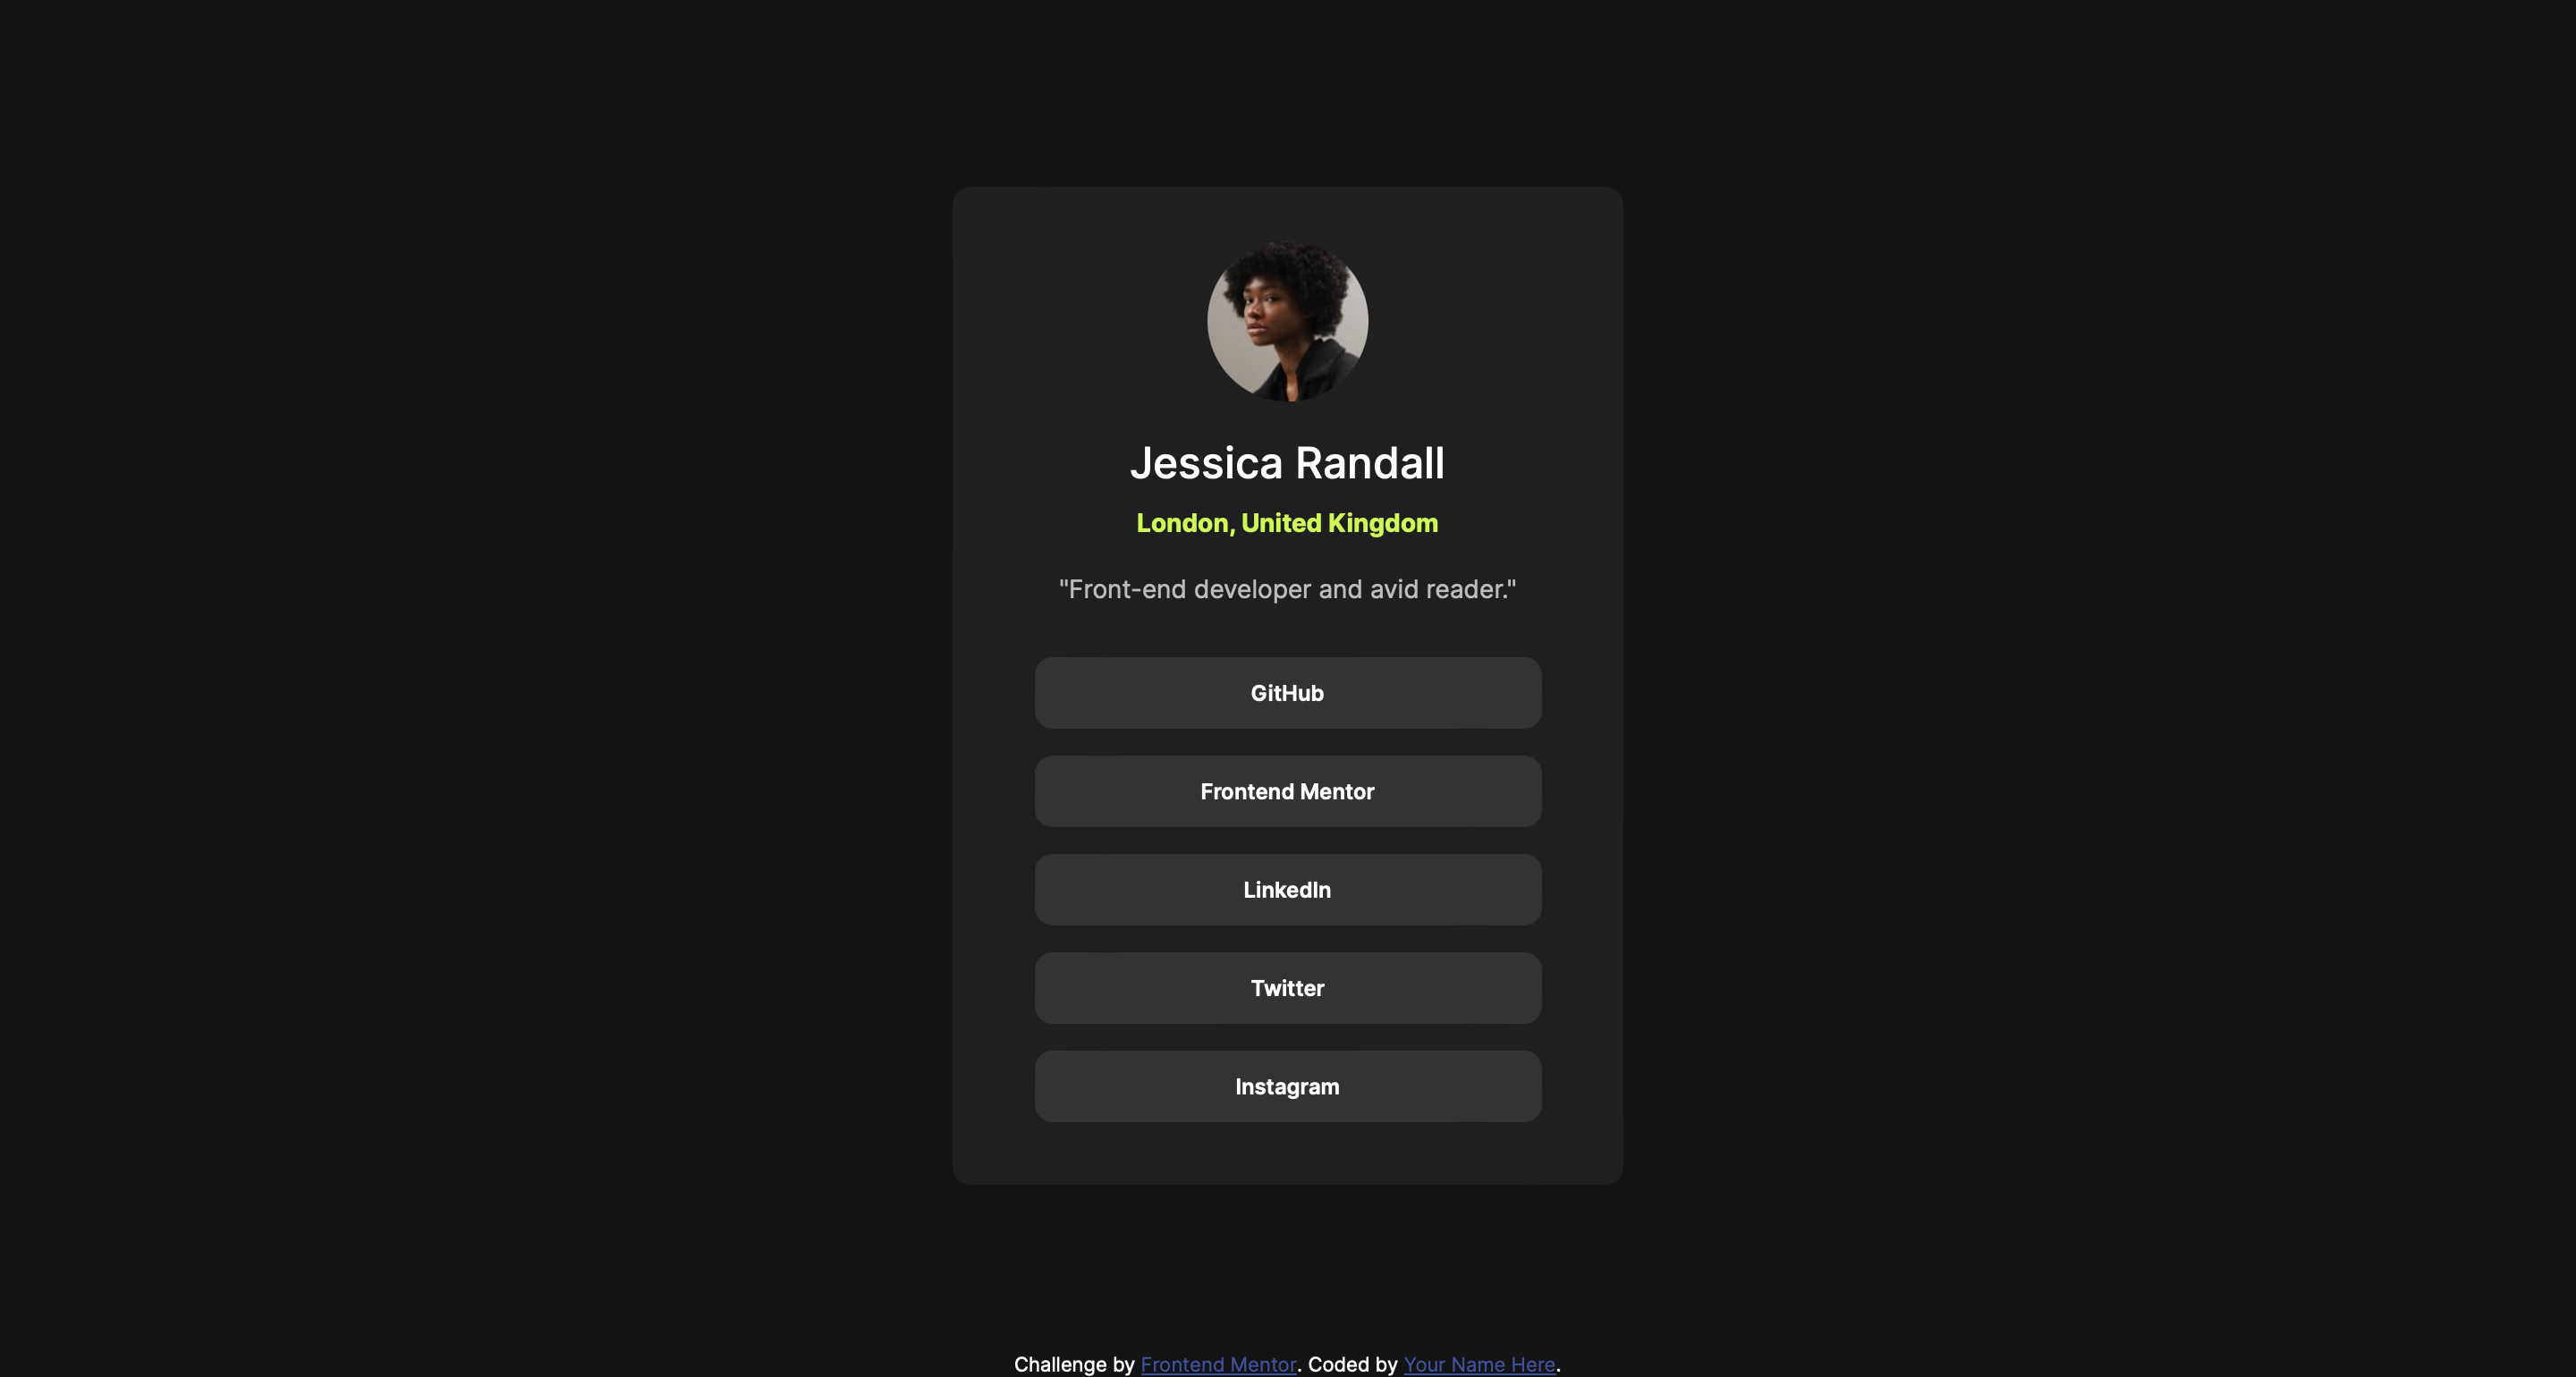 Jessica Randall
London, United Kingdom
"Front-end developer and avid reader."
GitHub
Frontend Mentor
LinkedIn
Twitter
Instagram
Challenge by Frontend Mentor. Coded by Your Name Here.